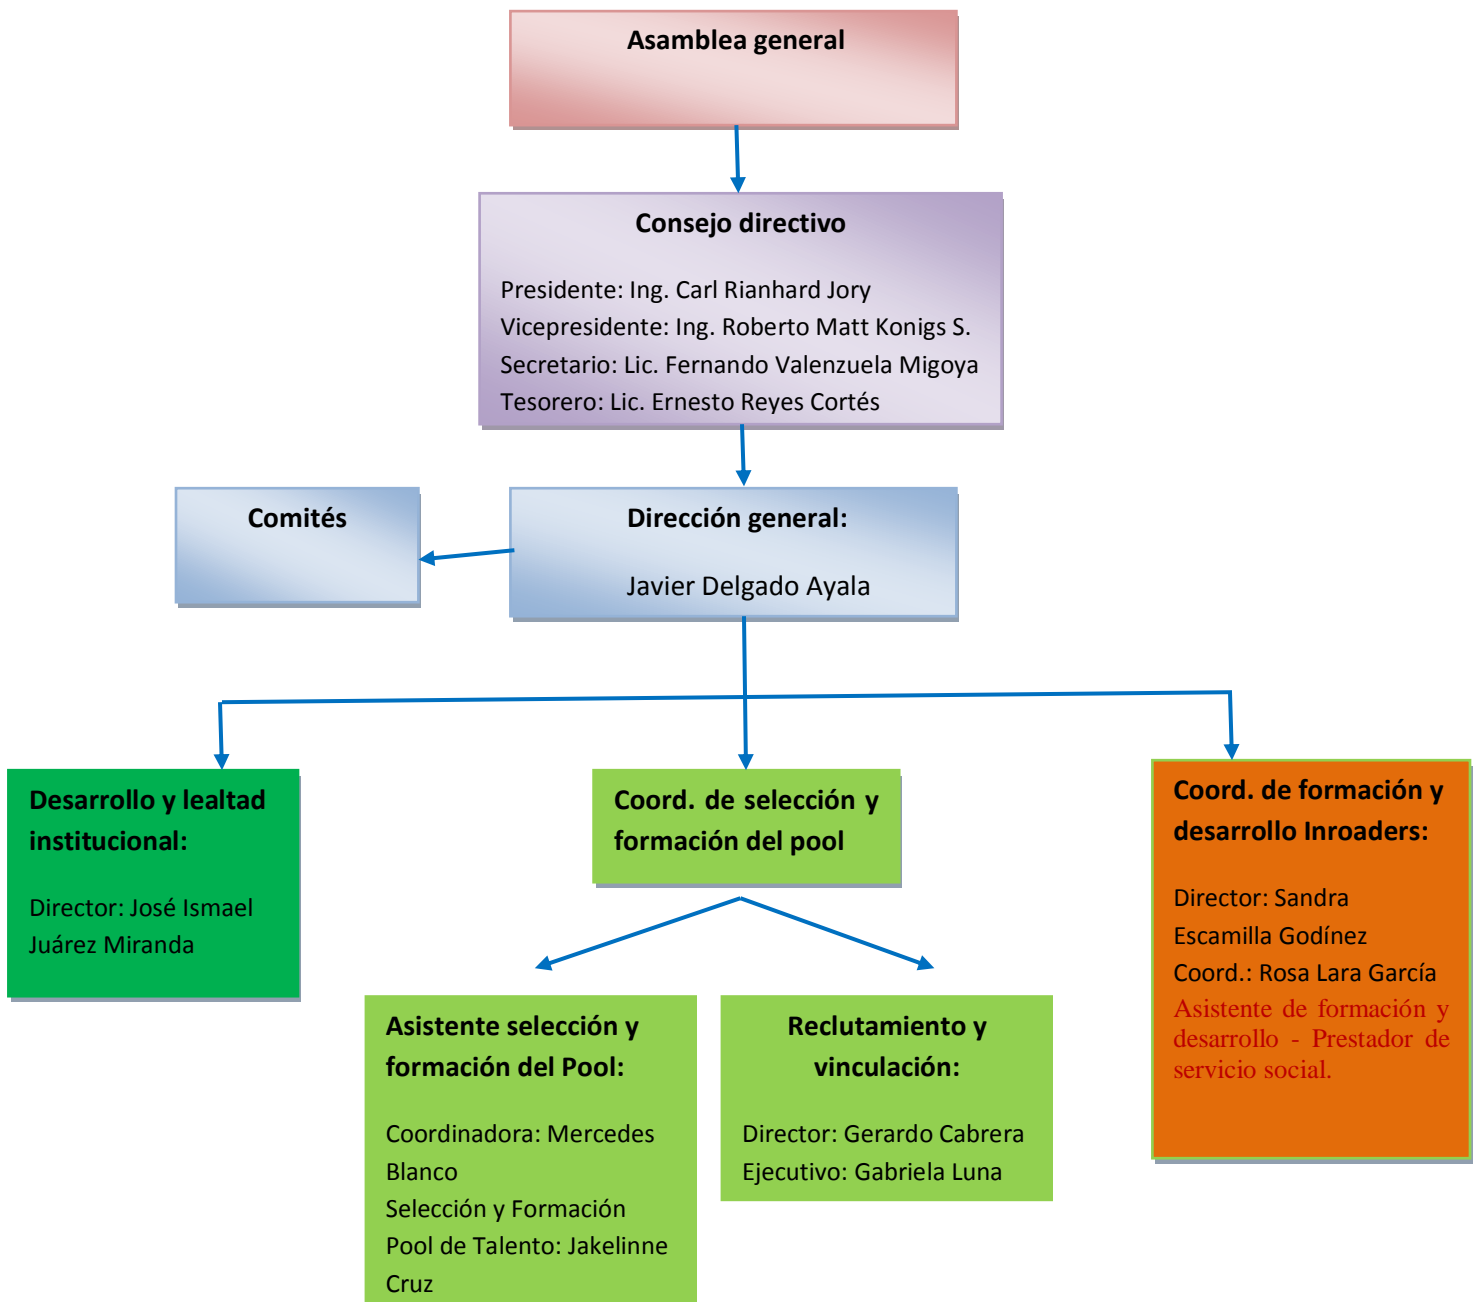 Asamblea general
Consejo directivo
Presidente: Ing. Carl Rianhard Jory
Vicepresidente: Ing. Roberto Matt Konigs S.
Secretario: Lic. Fernando Valenzuela Migoya
Tesorero: Lic. Ernesto Reyes Cortés
Comités
Dirección general:
Javier Delgado Ayala
Desarrollo y lealtad
institucional:
Director: José Ismael
Juárez Miranda
Coord. de selección y
formación del pool
Coord. de formación y
desarrollo Inroaders:
Director: Sandra
Escamilla Godínez
Coord.: Rosa Lara García
Asistente de formación y
desarrollo - Prestador de
servicio social.
Asistente selección y
formación del Pool:
Coordinadora: Mercedes
Blanco
Selección y Formación
Pool de Talento: Jakelinne
Cruz
Reclutamiento y
vinculación:
Director: Gerardo Cabrera
Ejecutivo: Gabriela Luna